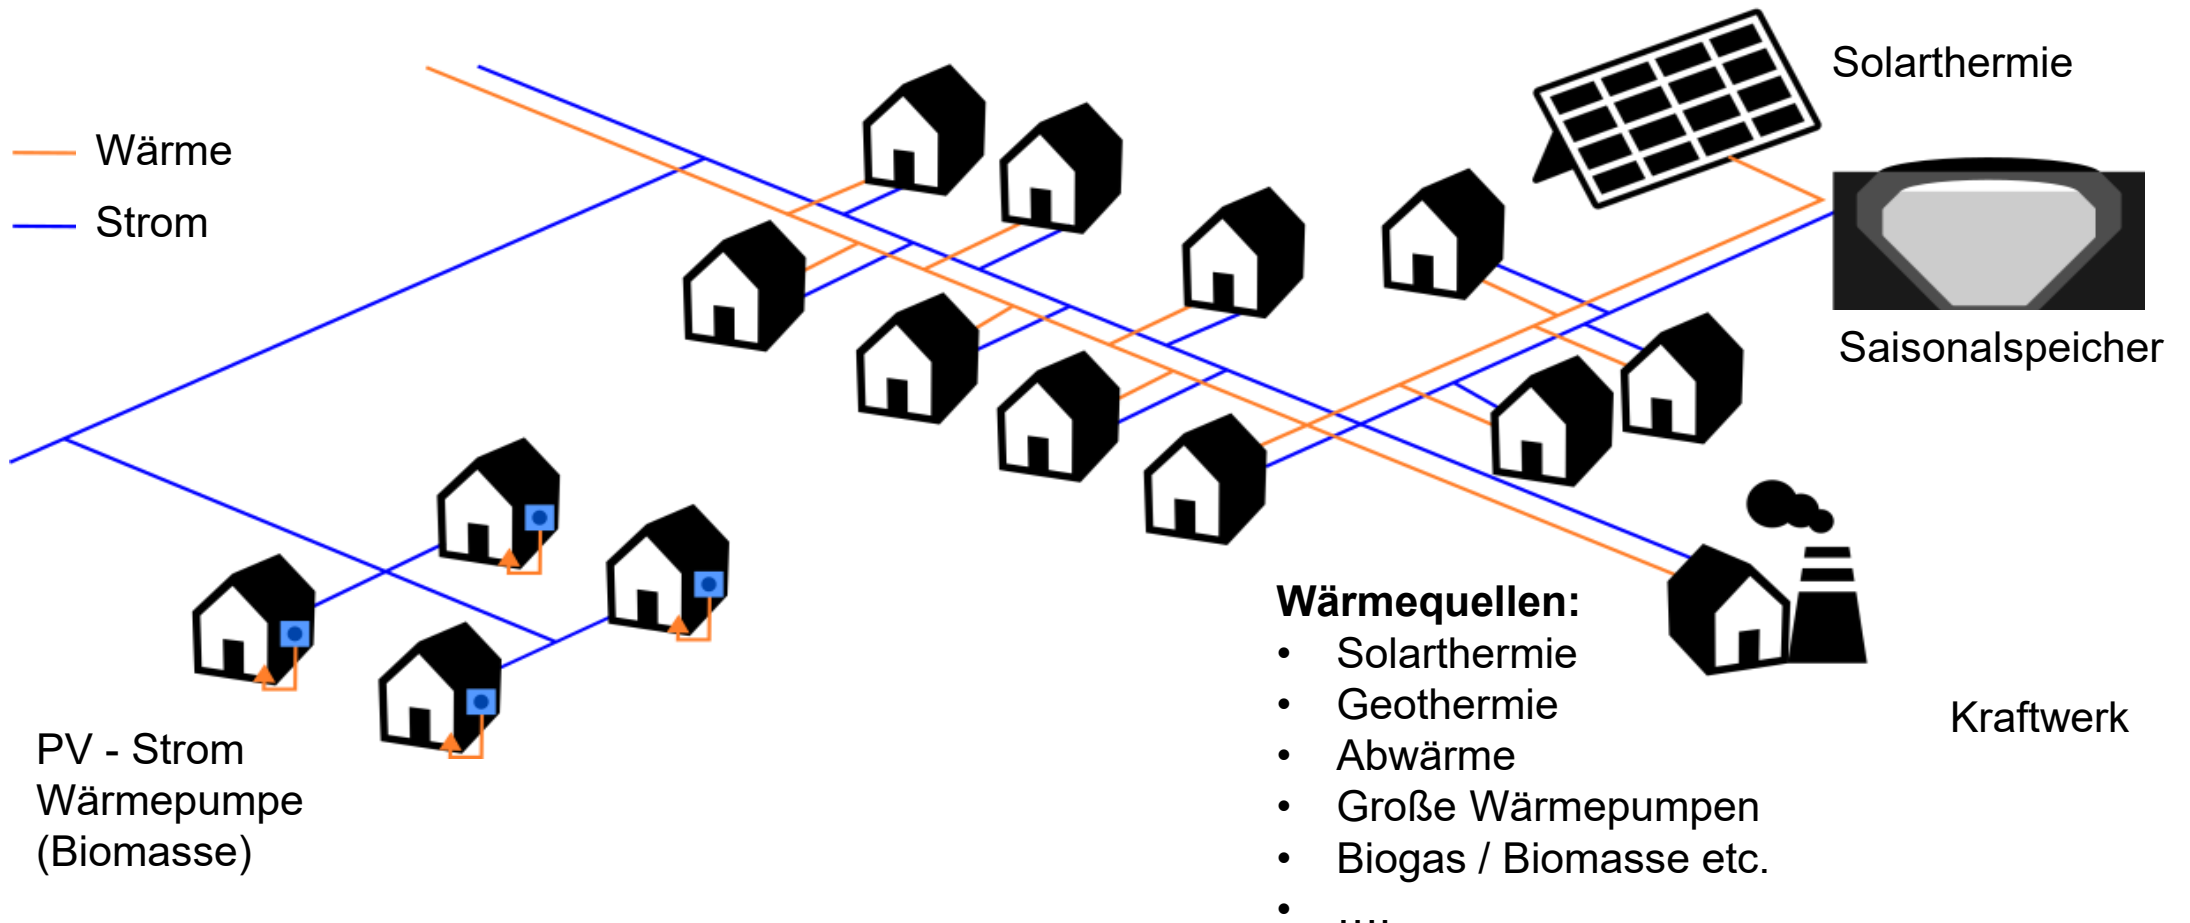 Solarthermie
Wärme
Strom
Saisonalspeicher
Wärmequellen:
• Solarthermie
• Geothermie
• Abwärme
• Große Wärmepumpen
• Biogas / Biomasse etc.
• ....
Kraftwerk
PV - Strom
Wärmepumpe
(Biomasse)